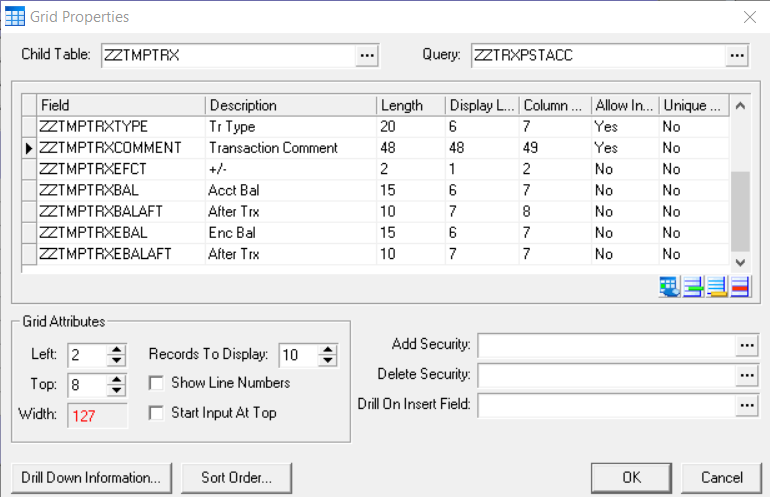 Grid Properties
Child Table: ZZTMPTRX ... Query: ZZTRXPSTACC ...
Field Description Length Display L... Column ... Allow In... Unique ...
ZZTMPTRXTYPE Tr Type 20 6 7 Yes No
ZZTMPTRXCOMMENT Transaction Comment 48 48 49 Yes No
ZZTMPTRXEFCT +/- 2 1 2 No No
ZZTMPTRXBAL Acct Bal 15 6 7 No No
ZZTMPTRXBALAFT After Trx 10 7 8 No No
ZZTMPTRXEBAL Enc Bal 15 6 7 No No
ZZTMPTRXEBALAFT After Trx 10 7 7 No No
Grid Attributes
Left: 2 Records To Display: 10
Top: 8 Show Line Numbers
Width: 127 Start Input At Top
Add Security: ...
Delete Security: ...
Drill On Insert Field: ...
Drill Down Information... Sort Order... OK Cancel